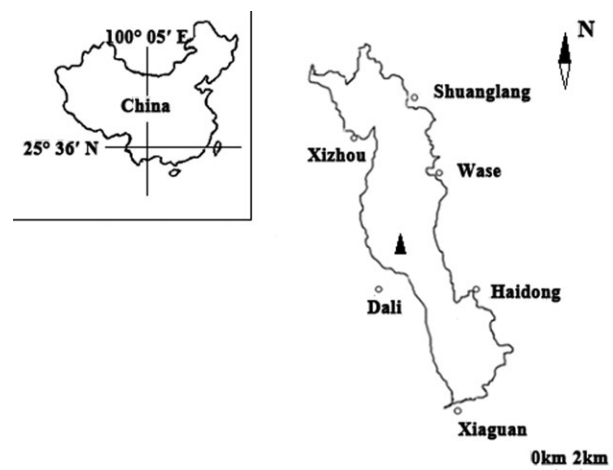 100° 05′ E
China
25° 36′ N
N
Shuanglang
Xizhou
Wase
Haidong
Dali
Xiaguan
0km 2km